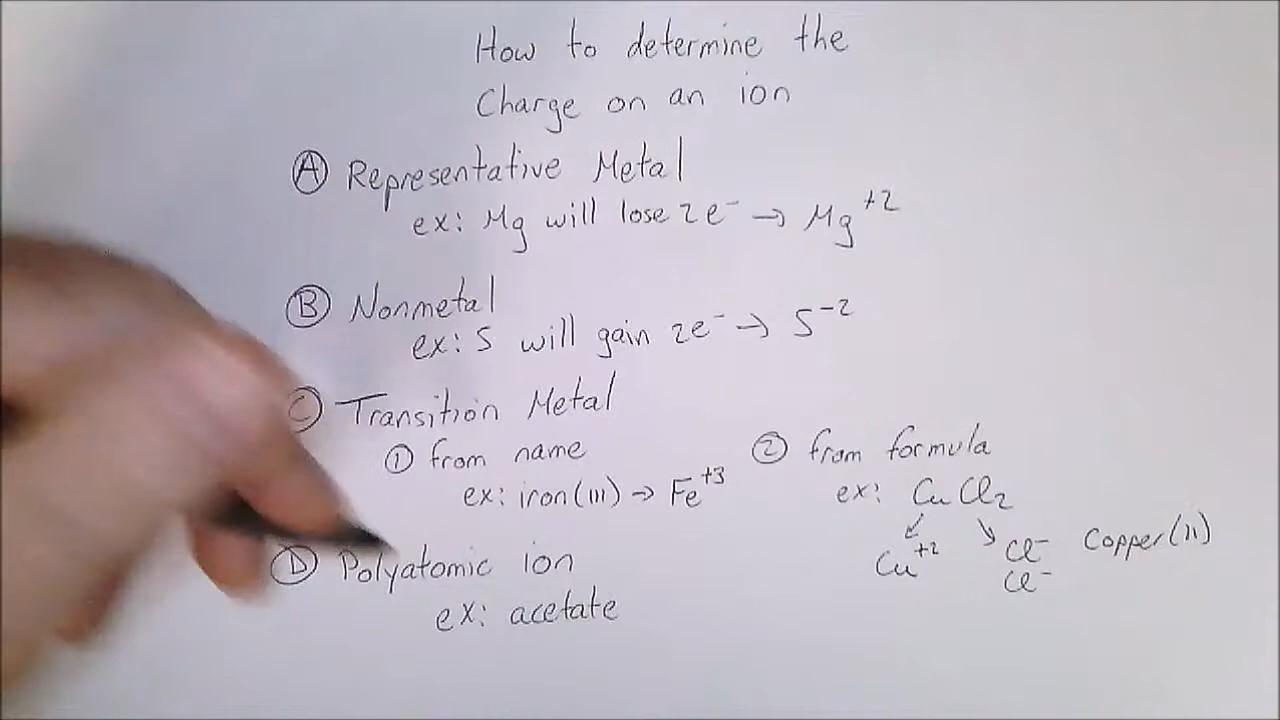 How to determine the
Charge on an ion
Ⓐ Representative Metal
ex: Mg will lose 2e⁻ → Mg⁺²
Ⓑ Nonmetal
ex: S will gain 2e⁻ → S⁻²
Ⓒ Transition Metal
① from name
ex: iron(III) → Fe⁺³
② from formula
ex: CuCl₂
Cu⁺²
Cl⁻
Cl⁻
Copper(II)
Ⓓ Polyatomic ion
ex: acetate